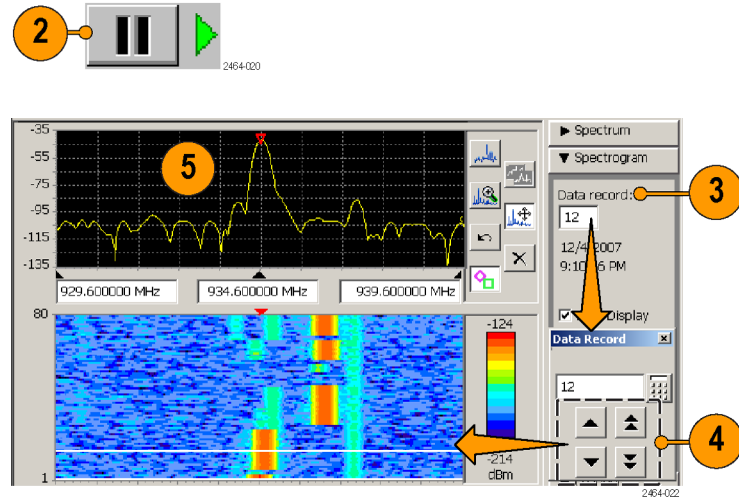 2
2464-020
-35
-55
-75
-95
-115
-135
5
929.600000 MHz
934.600000 MHz
939.600000 MHz
80
1
-124
-214
dBm
Spectrum
Spectrogram
Data record:
3
12
12/4/2007
PM
Display
Data Record
12
4
2464-022